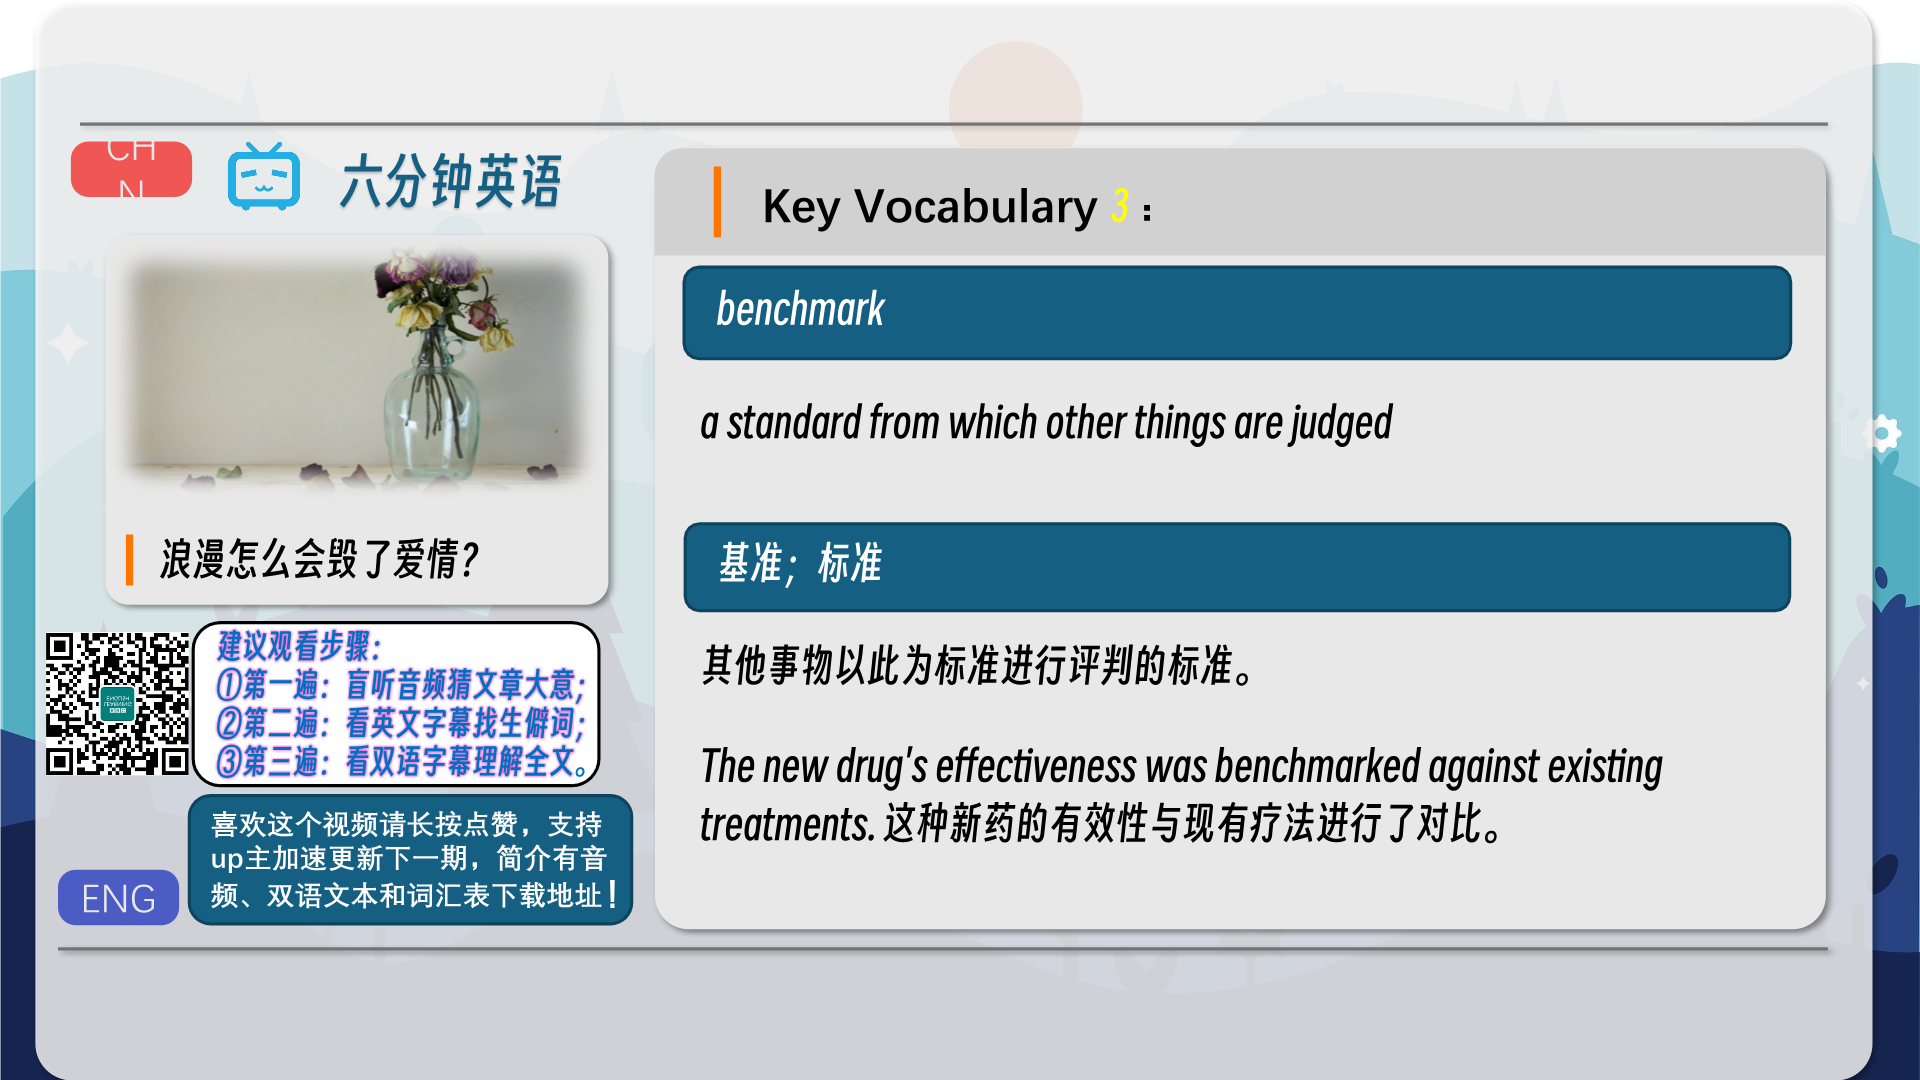 CH
N
六分钟英语
浪漫怎么会毁了爱情？
建议观看步骤：
①第一遍：盲听音频猜文章大意；
②第二遍：看英文字幕找生僻词；
③第三遍：看双语字幕理解全文。
喜欢这个视频请长按点赞，支持
up主加速更新下一期，简介有音
频、双语文本和词汇表下载地址！
ENG
Key Vocabulary 3：
benchmark
a standard from which other things are judged
基准；标准
其他事物以此为标准进行评判的标准。
The new drug's effectiveness was benchmarked against existing
treatments. 这种新药的有效性与现有疗法进行了对比。